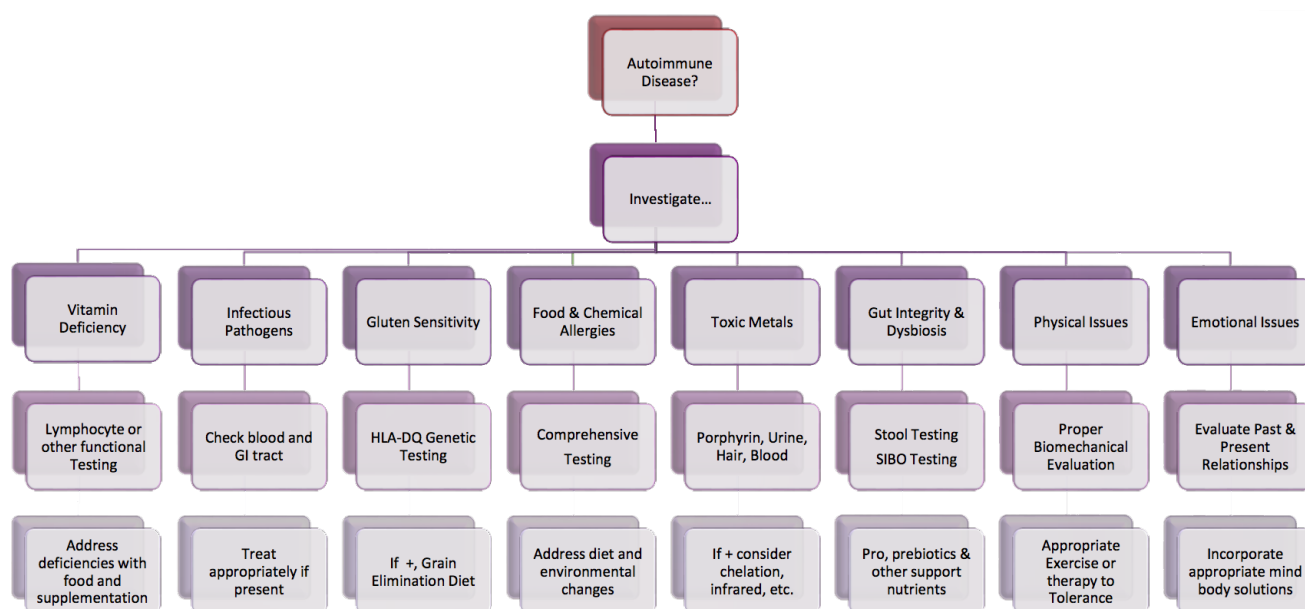 Autoimmune
Disease?
Investigate...
Vitamin
Deficiency
Infectious
Pathogens
Gluten Sensitivity
Food & Chemical
Allergies
Toxic Metals
Gut Integrity &
Dysbiosis
Physical Issues
Emotional Issues
Lymphocyte or
other functional
Testing
Check blood and
GI tract
HLA-DQ Genetic
Testing
Comprehensive
Testing
Porphyrin, Urine,
Hair, Blood
Stool Testing
SIBO Testing
Proper
Biomechanical
Evaluation
Evaluate Past &
Present
Relationships
Address
deficiencies with
food and
supplementation
Treat
appropriately if
present
If +, Grain
Elimination Diet
Address diet and
environmental
changes
If + consider
chelation,
infrared, etc.
Pro, prebiotics &
other support
nutrients
Appropriate
Exercise or
therapy to
Tolerance
Incorporate
appropriate mind
body solutions